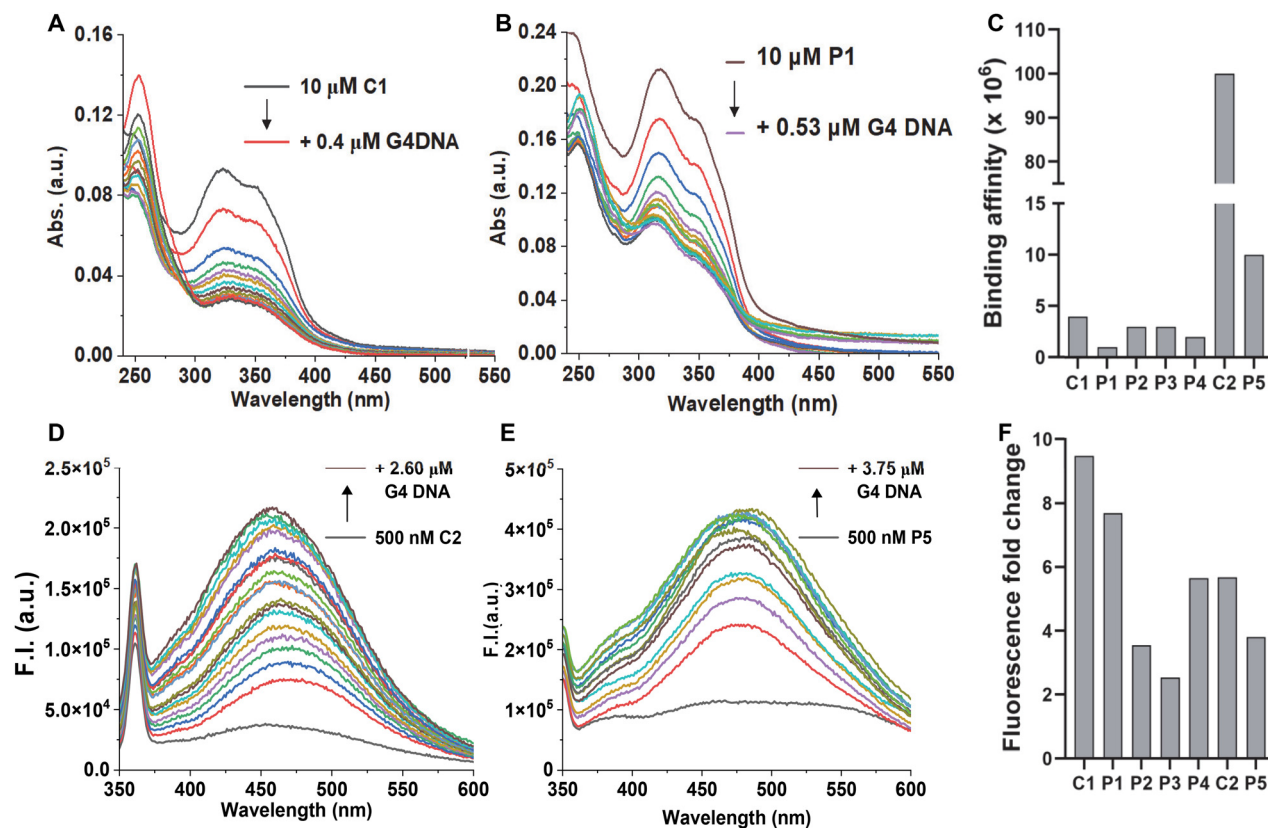 A
0.16
0.12
0.08
0.04
0.00
Abs. (a.u.)
10 µM C1
+ 0.4 µM G4DNA
250 300 350 400 450 500 550
Wavelength (nm)
B
0.24
0.20
0.16
0.12
0.08
0.04
0.00
Abs (a.u.)
10 µM P1
+ 0.53 µM G4 DNA
250 300 350 400 450 500 550
Wavelength (nm)
C
110
100
90
80
70
15
10
5
0
Binding affinity (x 10⁶)
C1 P1 P2 P3 P4 C2 P5
D
2.5×10⁵
2.0×10⁵
1.5×10⁵
1.0×10⁵
5.0×10⁴
0.0
F.I. (a.u.)
+ 2.60 µM
G4 DNA
500 nM C2
350 400 450 500 550 600
Wavelength (nm)
E
5×10⁵
4×10⁵
3×10⁵
2×10⁵
1×10⁵
0
F.I.(a.u.)
+ 3.75 µM
G4 DNA
500 nM P5
350 400 450 500 550 600
Wavelength (nm)
F
10
8
6
4
2
0
Fluorescence fold change
C1 P1 P2 P3 P4 C2 P5